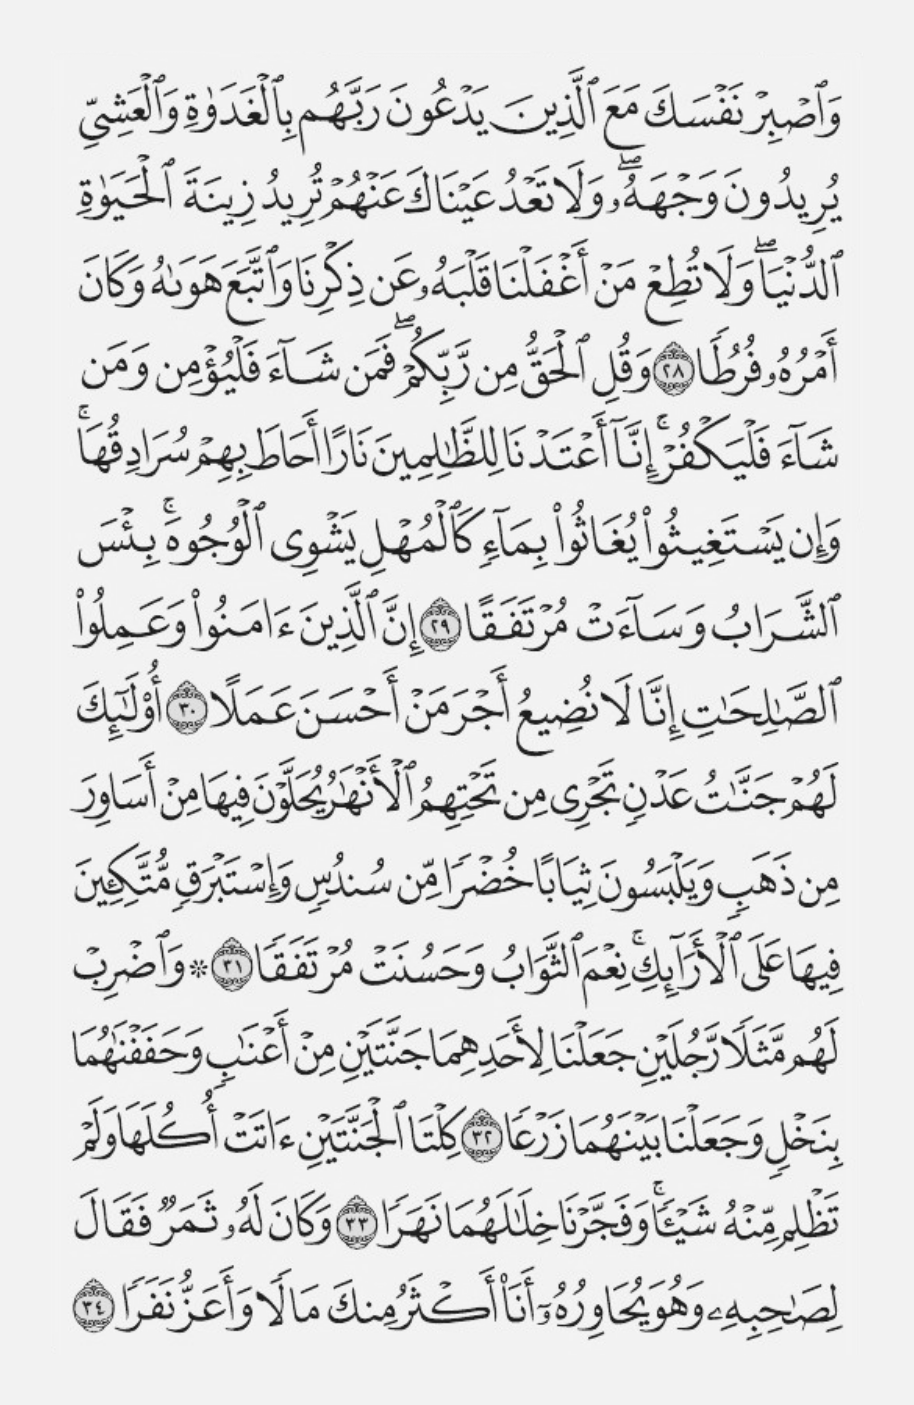 وَٱصْبِرْ نَفْسَكَ مَعَ ٱلَّذِينَ يَدْعُونَ رَبَّهُم بِٱلْغَدَوٰةِ وَٱلْعَشِىِّ
يُرِيدُونَ وَجْهَهُۥۖ وَلَا تَعْدُ عَيْنَاكَ عَنْهُمْ تُرِيدُ زِينَةَ ٱلْحَيَوٰةِ
ٱلدُّنْيَاۖ وَلَا تُطِعْ مَنْ أَغْفَلْنَا قَلْبَهُۥ عَن ذِكْرِنَا وَٱتَّبَعَ هَوَىٰهُ وَكَانَ
أَمْرُهُۥ فُرُطًا ٢٨ وَقُلِ ٱلْحَقُّ مِن رَّبِّكُمْۖ فَمَن شَآءَ فَلْيُؤْمِن وَمَن
شَآءَ فَلْيَكْفُرْۚ إِنَّآ أَعْتَدْنَا لِلظَّٰلِمِينَ نَارًا أَحَاطَ بِهِمْ سُرَادِقُهَاۚ
وَإِن يَسْتَغِيثُوا۟ يُغَاثُوا۟ بِمَآءٍ كَٱلْمُهْلِ يَشْوِى ٱلْوُجُوهَۚ بِئْسَ
ٱلشَّرَابُ وَسَآءَتْ مُرْتَفَقًا ٢٩ إِنَّ ٱلَّذِينَ ءَامَنُوا۟ وَعَمِلُوا۟
ٱلصَّٰلِحَٰتِ إِنَّا لَا نُضِيعُ أَجْرَ مَنْ أَحْسَنَ عَمَلًا ٣٠ أُو۟لَٰٓئِكَ
لَهُمْ جَنَّٰتُ عَدْنٍ تَجْرِى مِن تَحْتِهِمُ ٱلْأَنْهَٰرُ يُحَلَّوْنَ فِيهَا مِنْ أَسَاوِرَ
مِن ذَهَبٍ وَيَلْبَسُونَ ثِيَابًا خُضْرًا مِّن سُندُسٍ وَإِسْتَبْرَقٍ مُّتَّكِـِٔينَ
فِيهَا عَلَى ٱلْأَرَآئِكِۚ نِعْمَ ٱلثَّوَابُ وَحَسُنَتْ مُرْتَفَقًا ٣١ ۞ وَٱضْرِبْ
لَهُم مَّثَلًا رَّجُلَيْنِ جَعَلْنَا لِأَحَدِهِمَا جَنَّتَيْنِ مِنْ أَعْنَٰبٍ وَحَفَفْنَٰهُمَا
بِنَخْلٍ وَجَعَلْنَا بَيْنَهُمَا زَرْعًا ٣٢ كِلْتَا ٱلْجَنَّتَيْنِ ءَاتَتْ أُكُلَهَا وَلَمْ
تَظْلِم مِّنْهُ شَيْـًٔاۚ وَفَجَّرْنَا خِلَٰلَهُمَا نَهَرًا ٣٣ وَكَانَ لَهُۥ ثَمَرٌ فَقَالَ
لِصَٰحِبِهِۦ وَهُوَ يُحَاوِرُهُۥٓ أَنَا۠ أَكْثَرُ مِنكَ مَالًا وَأَعَزُّ نَفَرًا ٣٤